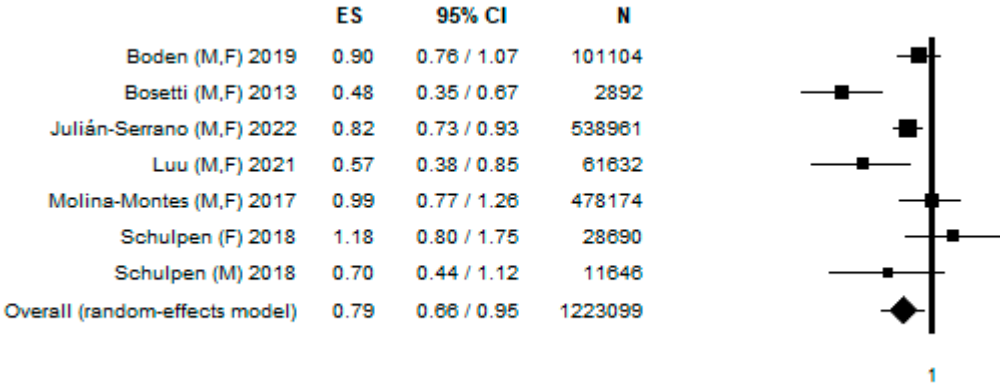 ES 95% CI N
Boden (M,F) 2019 0.90 0.76 / 1.07 101104
Bosetti (M,F) 2013 0.48 0.35 / 0.67 2892
Julián-Serrano (M,F) 2022 0.82 0.73 / 0.93 538961
Luu (M,F) 2021 0.57 0.38 / 0.85 61632
Molina-Montes (M,F) 2017 0.99 0.77 / 1.26 478174
Schulpen (F) 2018 1.18 0.80 / 1.75 28690
Schulpen (M) 2018 0.70 0.44 / 1.12 11646
Overall (random-effects model) 0.79 0.66 / 0.95 1223099
1